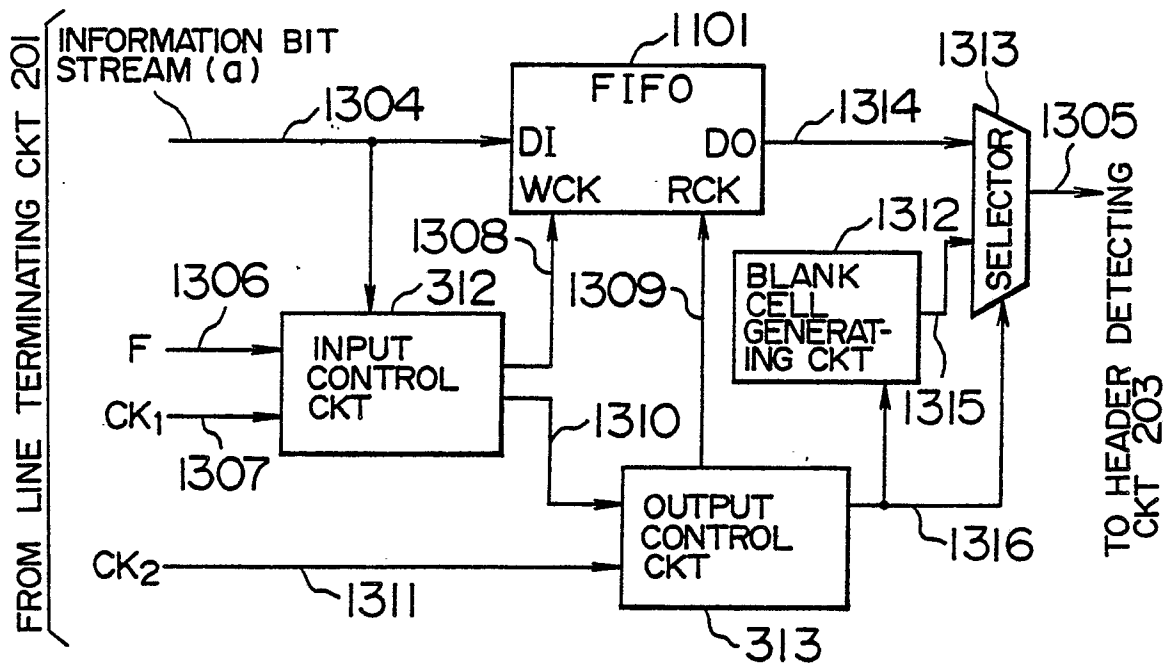 FROM LINE TERMINATING CKT 201
INFORMATION BIT
STREAM (a)
1304
1101
FIFO
DI
DO
WCK
RCK
1314
1313
SELECTOR
1305
TO HEADER DETECTING
CKT 203
1308
1309
1312
BLANK
CELL
GENERAT-
ING CKT
1315
1306
F
312
INPUT
CONTROL
CKT
CK1
1307
1310
OUTPUT
CONTROL
CKT
1316
CK2
1311
313